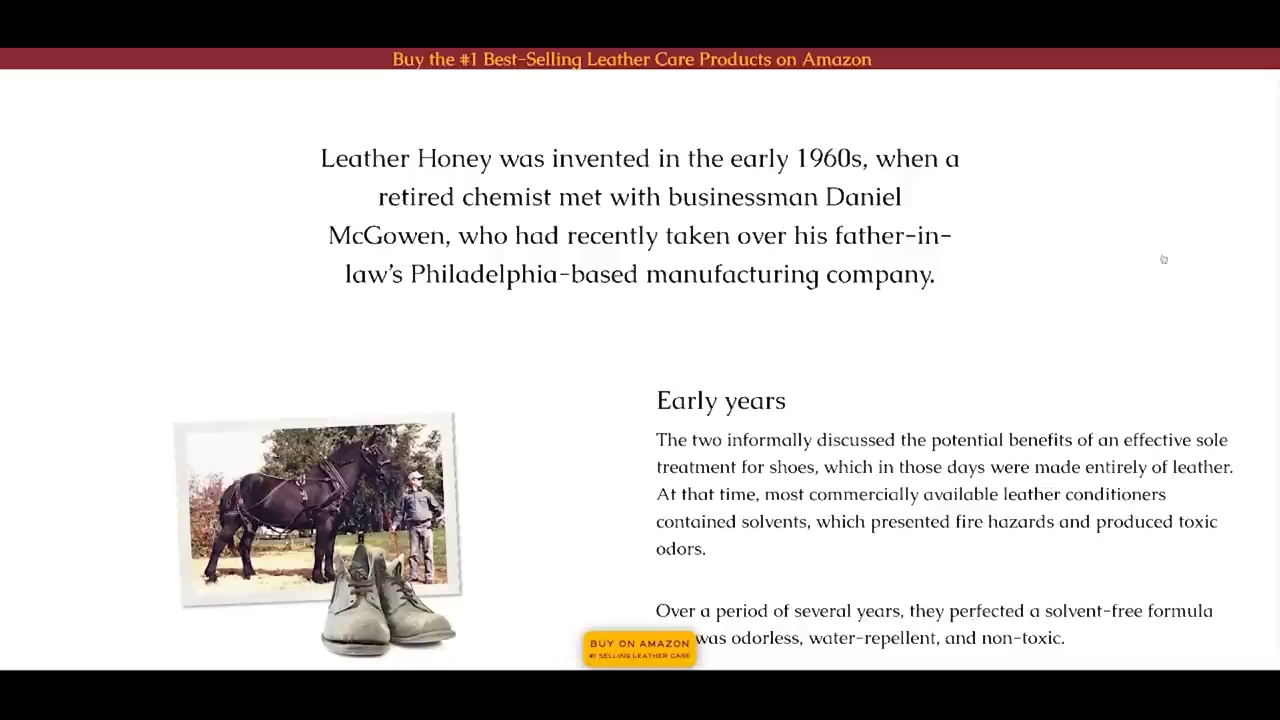 Buy the #1 Best-Selling Leather Care Products on Amazon
Leather Honey was invented in the early 1960s, when a
retired chemist met with businessman Daniel
McGowen, who had recently taken over his father-in-
law's Philadelphia-based manufacturing company.
Early years
The two informally discussed the potential benefits of an effective sole
treatment for shoes, which in those days were made entirely of leather.
At that time, most commercially available leather conditioners
contained solvents, which presented fire hazards and produced toxic
odors.
Over a period of several years, they perfected a solvent-free formula
was odorless, water-repellent, and non-toxic.
BUY ON AMAZON
#1 SELLING LEATHER CARE